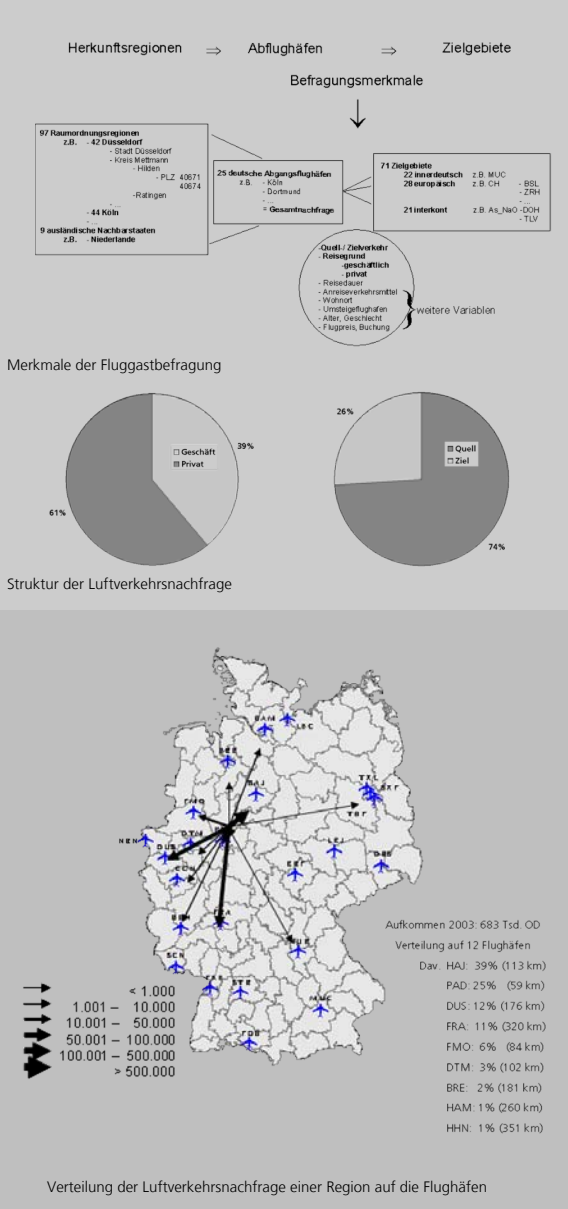 Herkunftsregionen ⇒ Abflughäfen ⇒ Zielgebiete
Befragungsmerkmale
97 Raumordnungsregionen
z.B. - 42 Düsseldorf
- Stadt Düsseldorf
- Kreis Mettmann
- Hilden
- PLZ 40671
40674
-Ratingen
- ...
- 44 Köln
- ...
9 ausländische Nachbarstaaten
z.B. - Niederlande
25 deutsche Abgangsflughäfen
z.B. - Köln
- Dortmund
- ...
= Gesamtnachfrage
71 Zielgebiete
22 innerdeutsch z.B. MUC
28 europäisch z.B. CH - BSL
- ZRH
- ...
21 interkont z.B. As_NaO -DOH
- TLV
-Quell-/ Zielverkehr
- Reisegrund
-geschäftlich
- privat
- Reisedauer
- Anreiseverkehrsmittel
- Wohnort
- Umsteigeflughafen
- Alter, Geschlecht
- Flugpreis, Buchung
weitere Variablen
Merkmale der Fluggastbefragung
39%
Geschäft
Privat
61%
26%
Quell
Ziel
74%
Struktur der Luftverkehrsnachfrage
HAM
LBC
BRE
HAJ
TXL
SXF
THF
FMO
NRN
DTM
DUS
LEJ
DRS
CGN
ERF
HHN
FRA
NUE
SCN
STR
MUC
FDH
Aufkommen 2003: 683 Tsd. OD
Verteilung auf 12 Flughäfen
Dav. HAJ: 39% (113 km)
PAD: 25% (59 km)
DUS: 12% (176 km)
FRA: 11% (320 km)
FMO: 6% (84 km)
DTM: 3% (102 km)
BRE: 2% (181 km)
HAM: 1% (260 km)
HHN: 1% (351 km)
< 1.000
1.001 – 10.000
10.001 – 50.000
50.001 – 100.000
100.001 – 500.000
> 500.000
Verteilung der Luftverkehrsnachfrage einer Region auf die Flughäfen